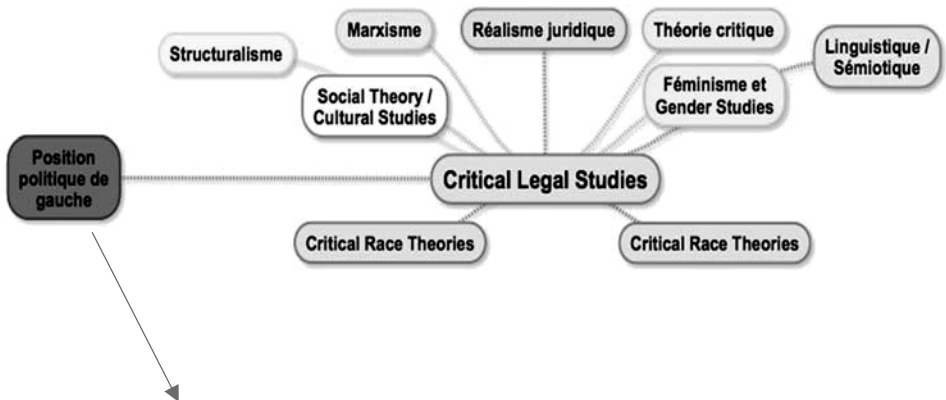 Marxisme
Réalisme juridique
Théorie critique
Structuralisme
Linguistique /
Sémiotique
Social Theory /
Cultural Studies
Féminisme et
Gender Studies
Position
politique de
gauche
Critical Legal Studies
Critical Race Theories
Critical Race Theories